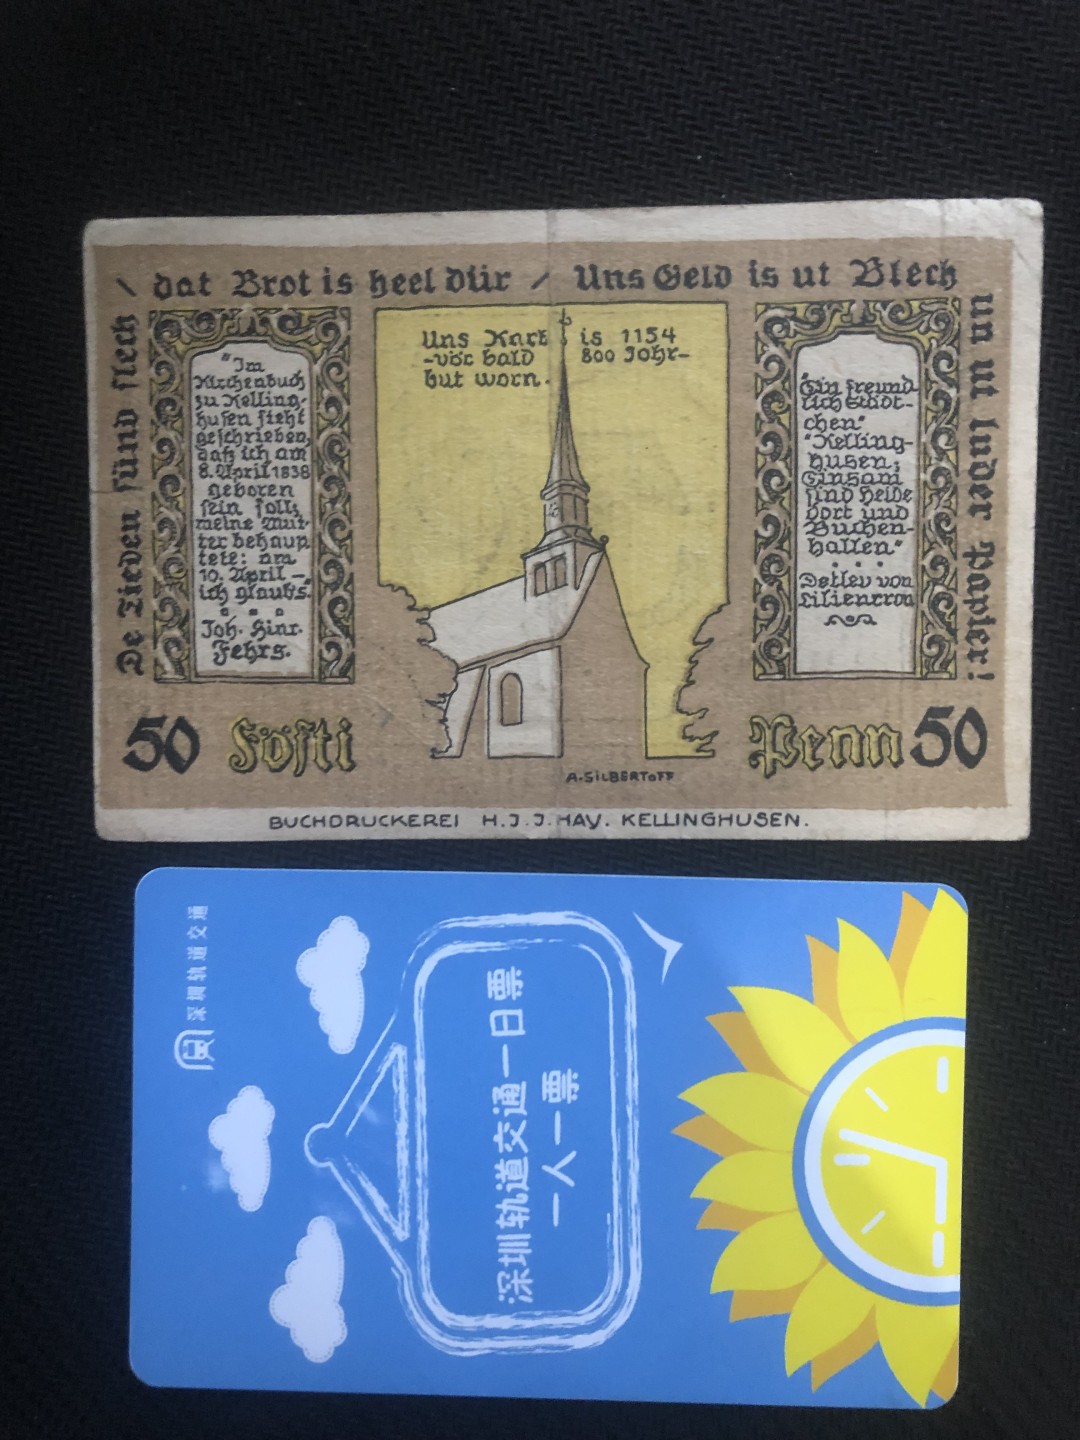 De Tieden sünd slech / dat Brot is heel dür / Uns Geld is ut Blech un ut luder Papier!
"Im
Kirchenbuch
zu Kelling-
husen steht
geschrieben,
daß ich am
8. April 1838
geboren
sein soll;
meine Mut-
ter behaup
tete: am
10. April –
ich glaub's."
Joh. Hinr.
Fehrs.
Uns Kark is 1154
-vör bald 800 Johr-
but worn.
"Ein freund
lich Städt-
chen"
"Kelling-
husen;
Einsam
sind Heide
dort und
Buchen-
hallen."
Detlev von
Liliencron
50 Föfti Penn 50
A. SILBERTOFF
BUCHDRUCKEREI H. J. J. HAY. KELLINGHUSEN.
深圳轨道交通
深圳轨道交通一日票
一人一票